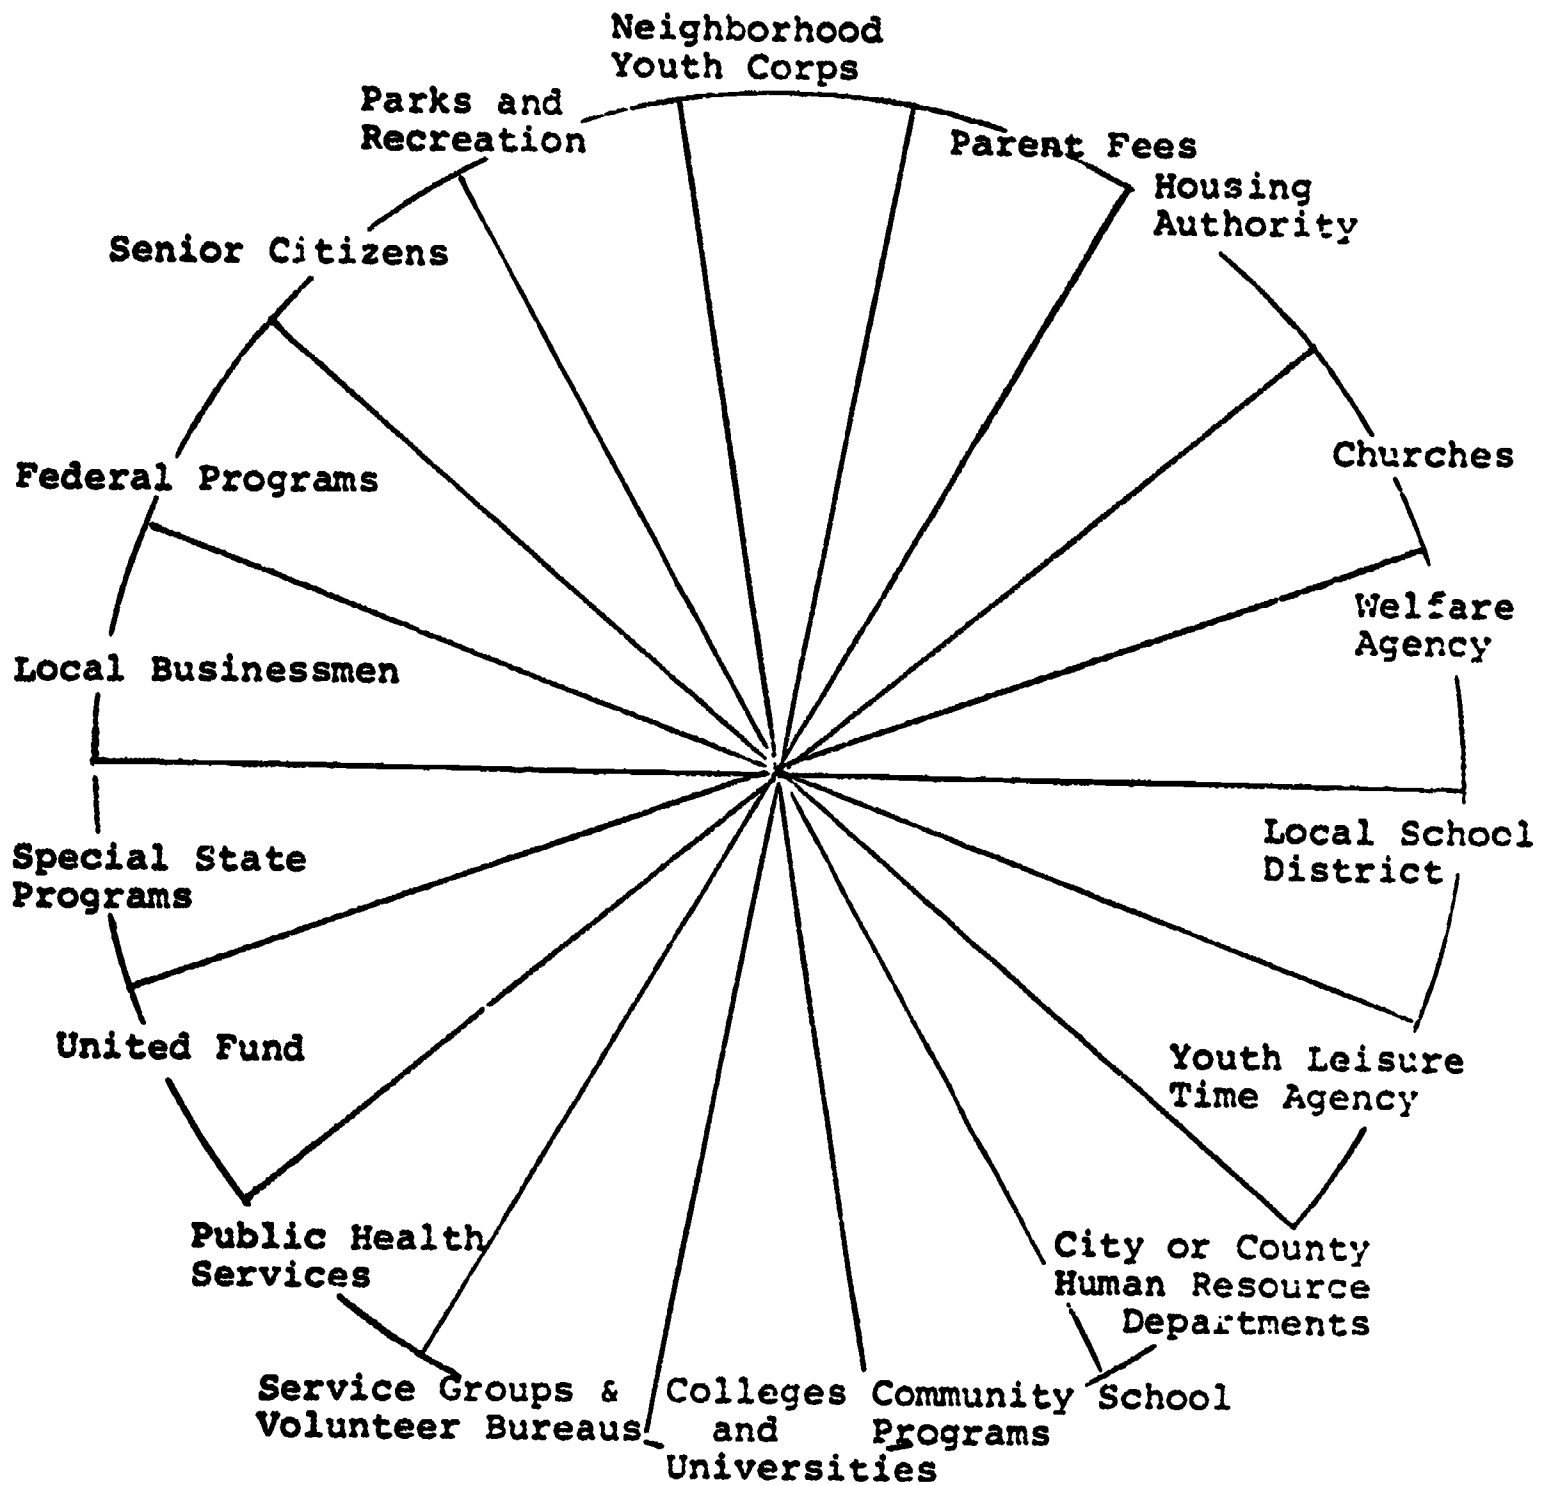 Neighborhood
Youth Corps
Parent Fees
Housing
Authority
Churches
Welfare
Agency
Local School
District
Youth Leisure
Time Agency
City or County
Human Resource
Departments
Community School
Programs
Colleges
and
Universities
Service Groups &
Volunteer Bureaus
Public Health
Services
United Fund
Special State
Programs
Local Businessmen
Federal Programs
Senior Citizens
Parks and
Recreation